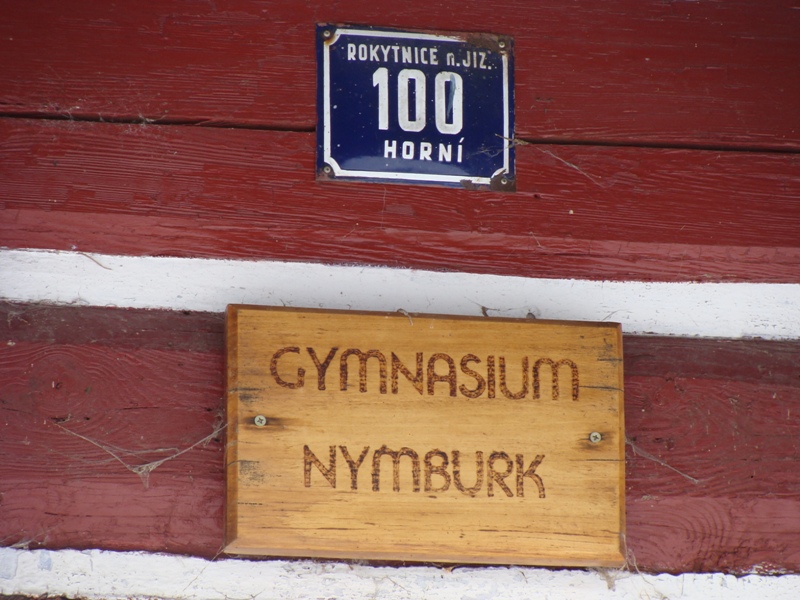 ROKYTNICE n. JIZ.
100
HORNÍ
GYMNASIUM
NYMBURK